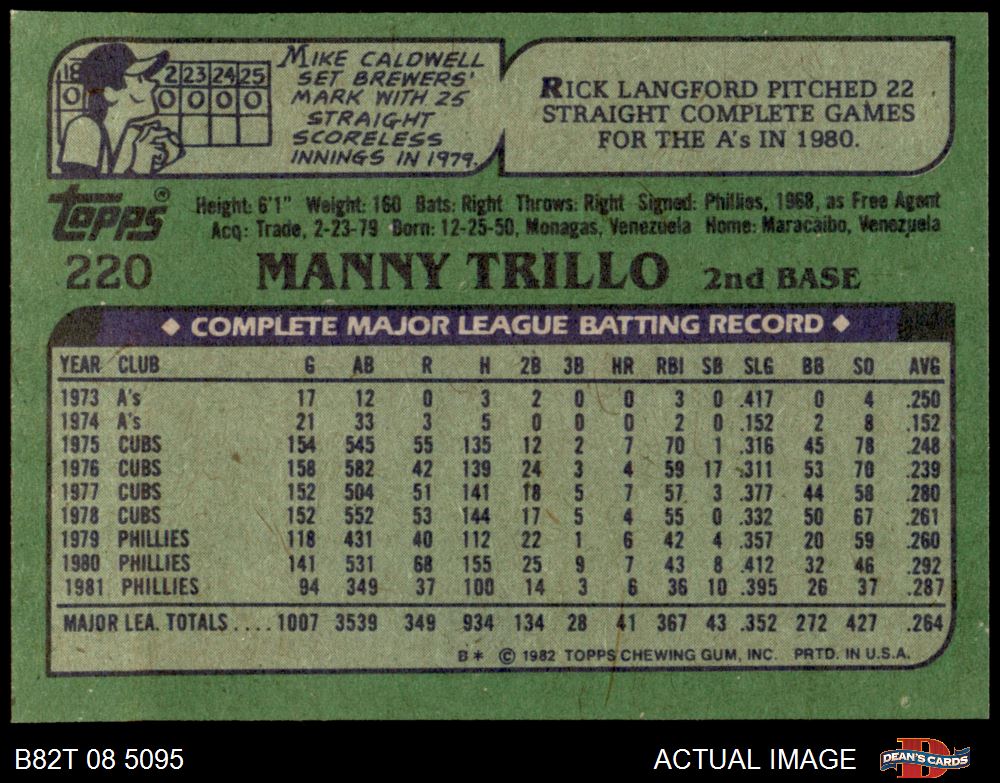 18 2 23 24 25
0 0 0 0 0
MIKE CALDWELL
SET BREWERS'
MARK WITH 25
STRAIGHT
SCORELESS
INNINGS IN 1979.
RICK LANGFORD PITCHED 22
STRAIGHT COMPLETE GAMES
FOR THE A's IN 1980.
Topps®
Height: 6'1" Weight: 160 Bats: Right Throws: Right Signed: Phillies, 1968, as Free Agent
Acq: Trade, 2-23-79 Born: 12-25-50, Monagas, Venezuela Home: Maracaibo, Venezuela
220 MANNY TRILLO 2nd BASE
◆ COMPLETE MAJOR LEAGUE BATTING RECORD ◆
YEAR CLUB G AB R H 2B 3B HR RBI SB SLG BB SO AVG
1973 A's 17 12 0 3 2 0 0 3 0 .417 0 4 .250
1974 A's 21 33 3 5 0 0 0 2 0 .152 2 8 .152
1975 CUBS 154 545 55 135 12 2 7 70 1 .316 45 78 .248
1976 CUBS 158 582 42 139 24 3 4 59 17 .311 53 70 .239
1977 CUBS 152 504 51 141 18 5 7 57 3 .377 44 58 .280
1978 CUBS 152 552 53 144 17 5 4 55 0 .332 50 67 .261
1979 PHILLIES 118 431 40 112 22 1 6 42 4 .357 20 59 .260
1980 PHILLIES 141 531 68 155 25 9 7 43 8 .412 32 46 .292
1981 PHILLIES 94 349 37 100 14 3 6 36 10 .395 26 37 .287
MAJOR LEA. TOTALS .... 1007 3539 349 934 134 28 41 367 43 .352 272 427 .264
B* © 1982 TOPPS CHEWING GUM, INC. PRTD. IN U.S.A.
B82T 08 5095 ACTUAL IMAGE DEAN'S CARDS